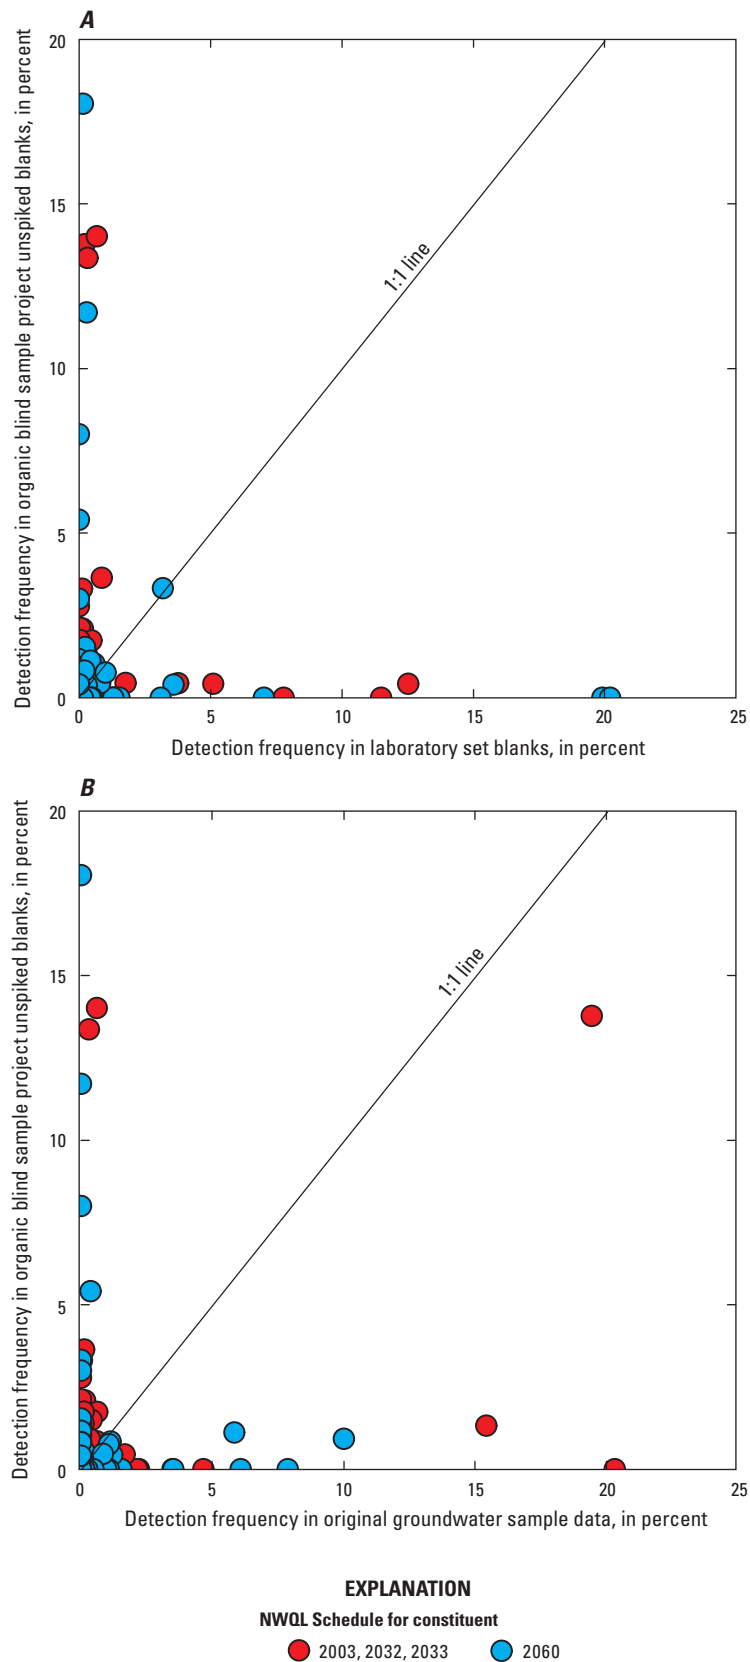 A
Detection frequency in organic blind sample project unspiked blanks, in percent
20
15
10
5
0
1:1 line
0 5 10 15 20 25
Detection frequency in laboratory set blanks, in percent
B
Detection frequency in organic blind sample project unspiked blanks, in percent
20
15
10
5
0
1:1 line
0 5 10 15 20 25
Detection frequency in original groundwater sample data, in percent
EXPLANATION
NWQL Schedule for constituent
2003, 2032, 2033 2060